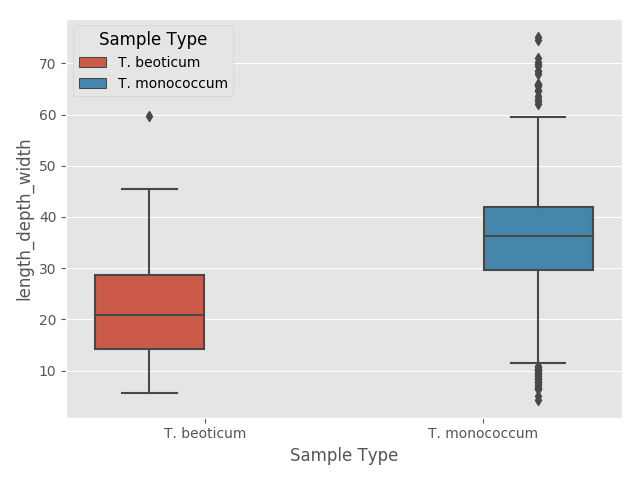 Sample Type
T. beoticum
T. monococcum
70
60
50
40
30
20
10
length_depth_width
T. beoticum
T. monococcum
Sample Type